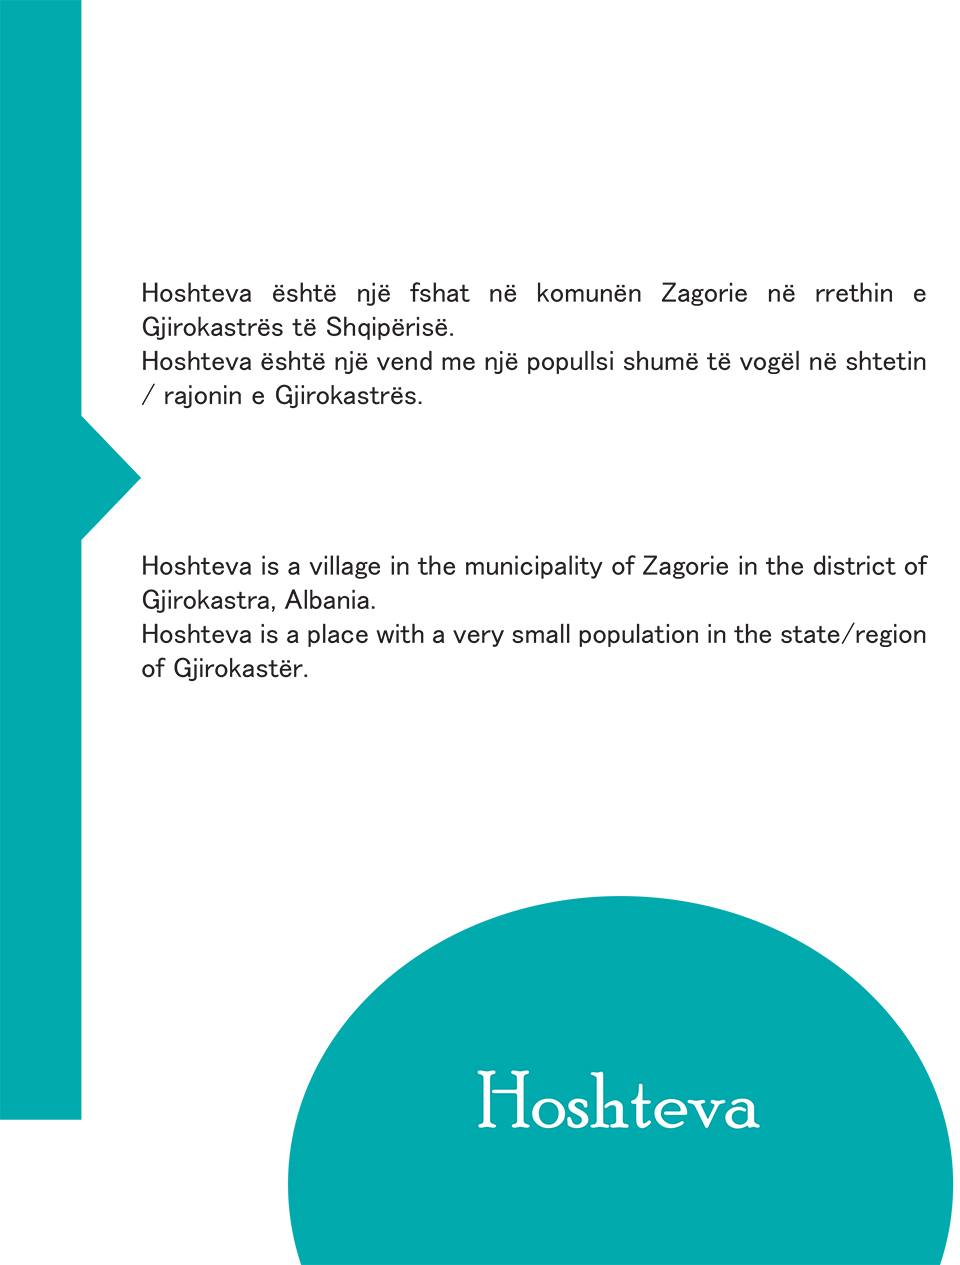 Hoshteva është një fshat në komunën Zagorie në rrethin e
Gjirokastrës të Shqipërisë.
Hoshteva është një vend me një popullsi shumë të vogël në shtetin
/ rajonin e Gjirokastrës.
Hoshteva is a village in the municipality of Zagorie in the district of
Gjirokastra, Albania.
Hoshteva is a place with a very small population in the state/region
of Gjirokastër.
Hoshteva